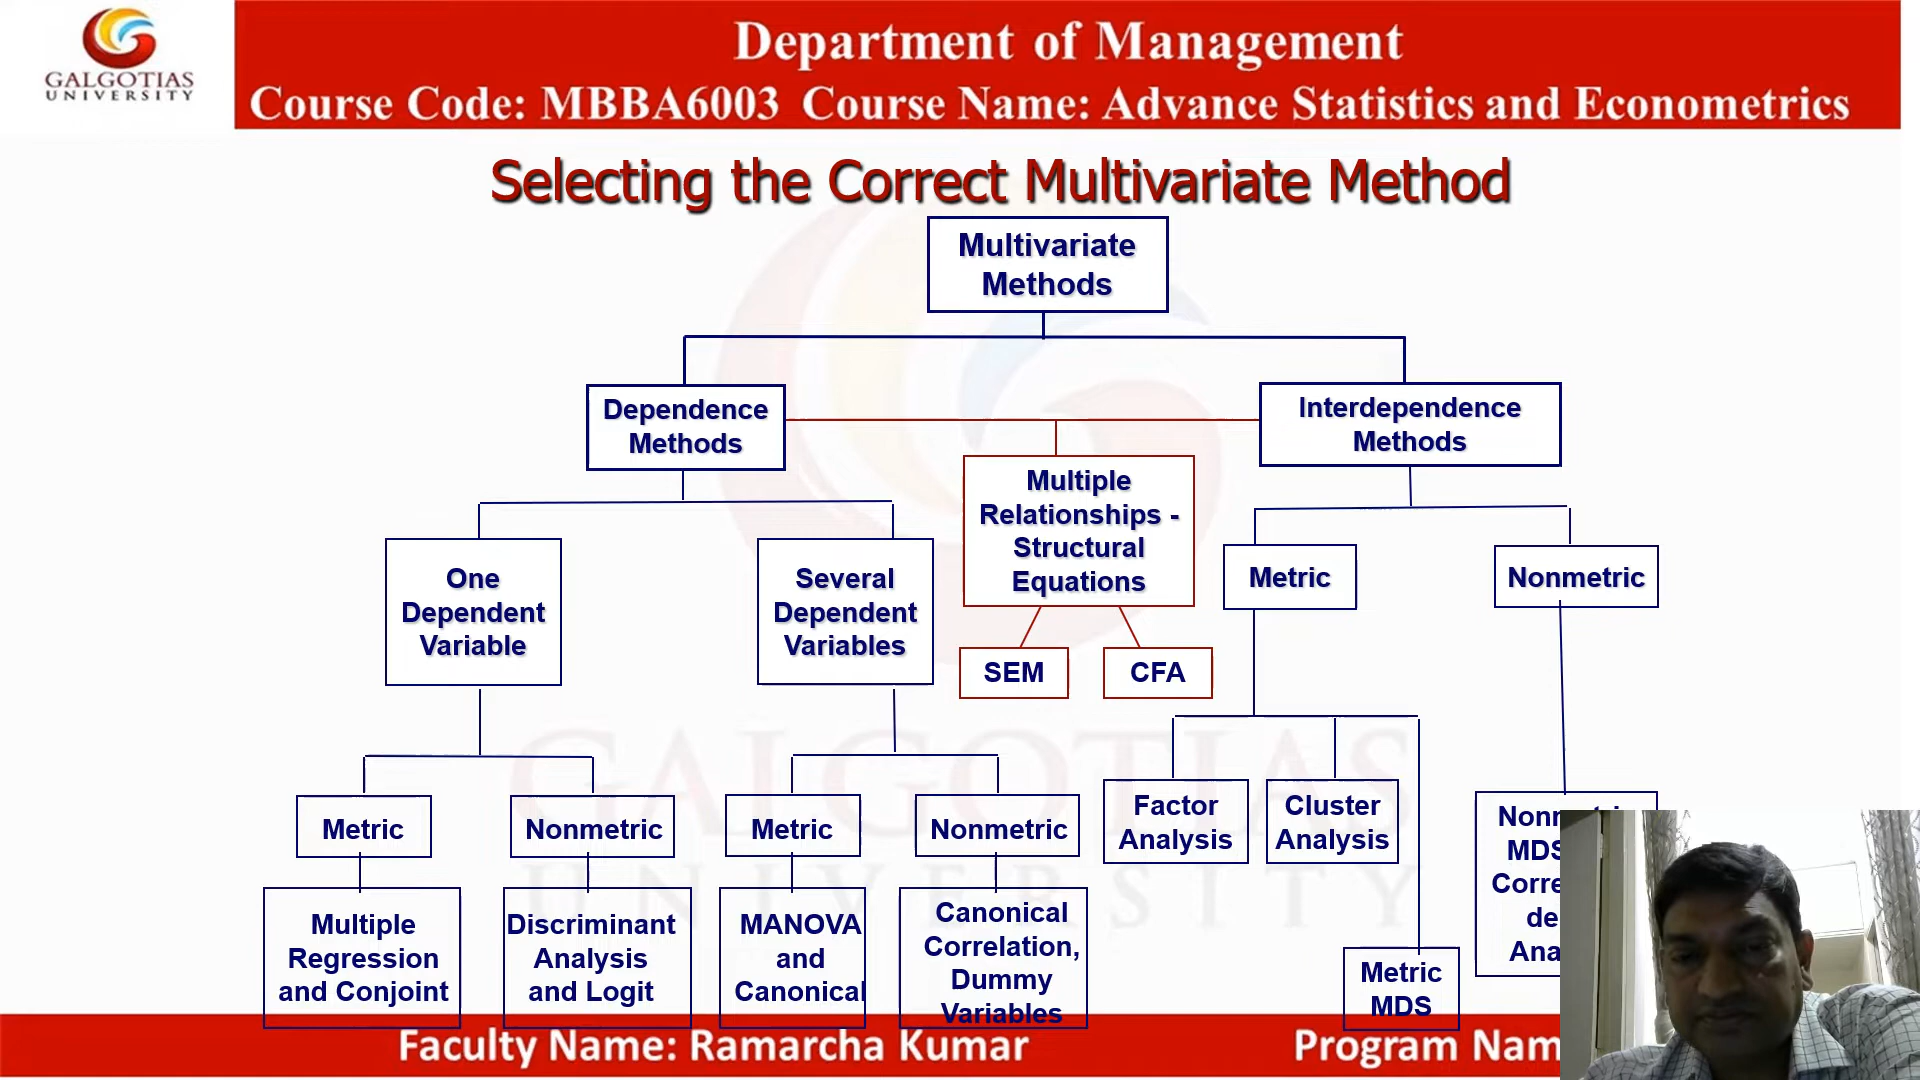 GALGOTIAS
UNIVERSITY
Department of Management
Course Code: MBBA6003 Course Name: Advance Statistics and Econometrics
Selecting the Correct Multivariate Method
Multivariate
Methods
Dependence
Methods
Interdependence
Methods
Multiple
Relationships -
Structural
Equations
SEM
CFA
One
Dependent
Variable
Several
Dependent
Variables
Metric
Nonmetric
Metric
Nonmetric
Metric
Nonmetric
Multiple
Regression
and Conjoint
Discriminant
Analysis
and Logit
MANOVA
and
Canonical
Canonical
Correlation,
Dummy
Variables
Factor
Analysis
Cluster
Analysis
Metric
MDS
GALGOTIAS
UNIVERSITY
Faculty Name: Ramarcha Kumar
Program